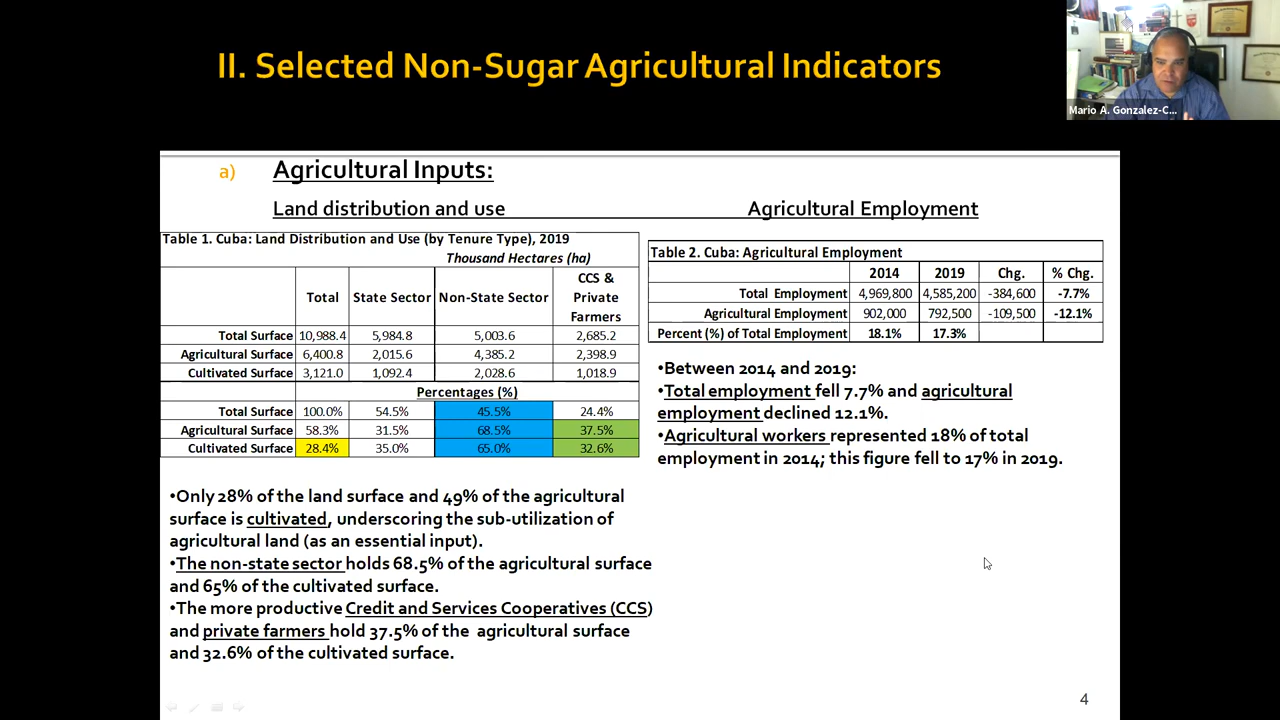 II. Selected Non-Sugar Agricultural Indicators
Mario A. Gonzalez-C...
a) Agricultural Inputs:
Land distribution and use Agricultural Employment
Table 1. Cuba: Land Distribution and Use (by Tenure Type), 2019
Thousand Hectares (ha)
Total State Sector Non-State Sector CCS & Private Farmers
Total Surface 10,988.4 5,984.8 5,003.6 2,685.2
Agricultural Surface 6,400.8 2,015.6 4,385.2 2,398.9
Cultivated Surface 3,121.0 1,092.4 2,028.6 1,018.9
Percentages (%)
Total Surface 100.0% 54.5% 45.5% 24.4%
Agricultural Surface 58.3% 31.5% 68.5% 37.5%
Cultivated Surface 28.4% 35.0% 65.0% 32.6%
•Only 28% of the land surface and 49% of the agricultural
surface is cultivated, underscoring the sub-utilization of
agricultural land (as an essential input).
•The non-state sector holds 68.5% of the agricultural surface
and 65% of the cultivated surface.
•The more productive Credit and Services Cooperatives (CCS)
and private farmers hold 37.5% of the agricultural surface
and 32.6% of the cultivated surface.
Table 2. Cuba: Agricultural Employment
2014 2019 Chg. % Chg.
Total Employment 4,969,800 4,585,200 -384,600 -7.7%
Agricultural Employment 902,000 792,500 -109,500 -12.1%
Percent (%) of Total Employment 18.1% 17.3%
•Between 2014 and 2019:
•Total employment fell 7.7% and agricultural
employment declined 12.1%.
•Agricultural workers represented 18% of total
employment in 2014; this figure fell to 17% in 2019.
4